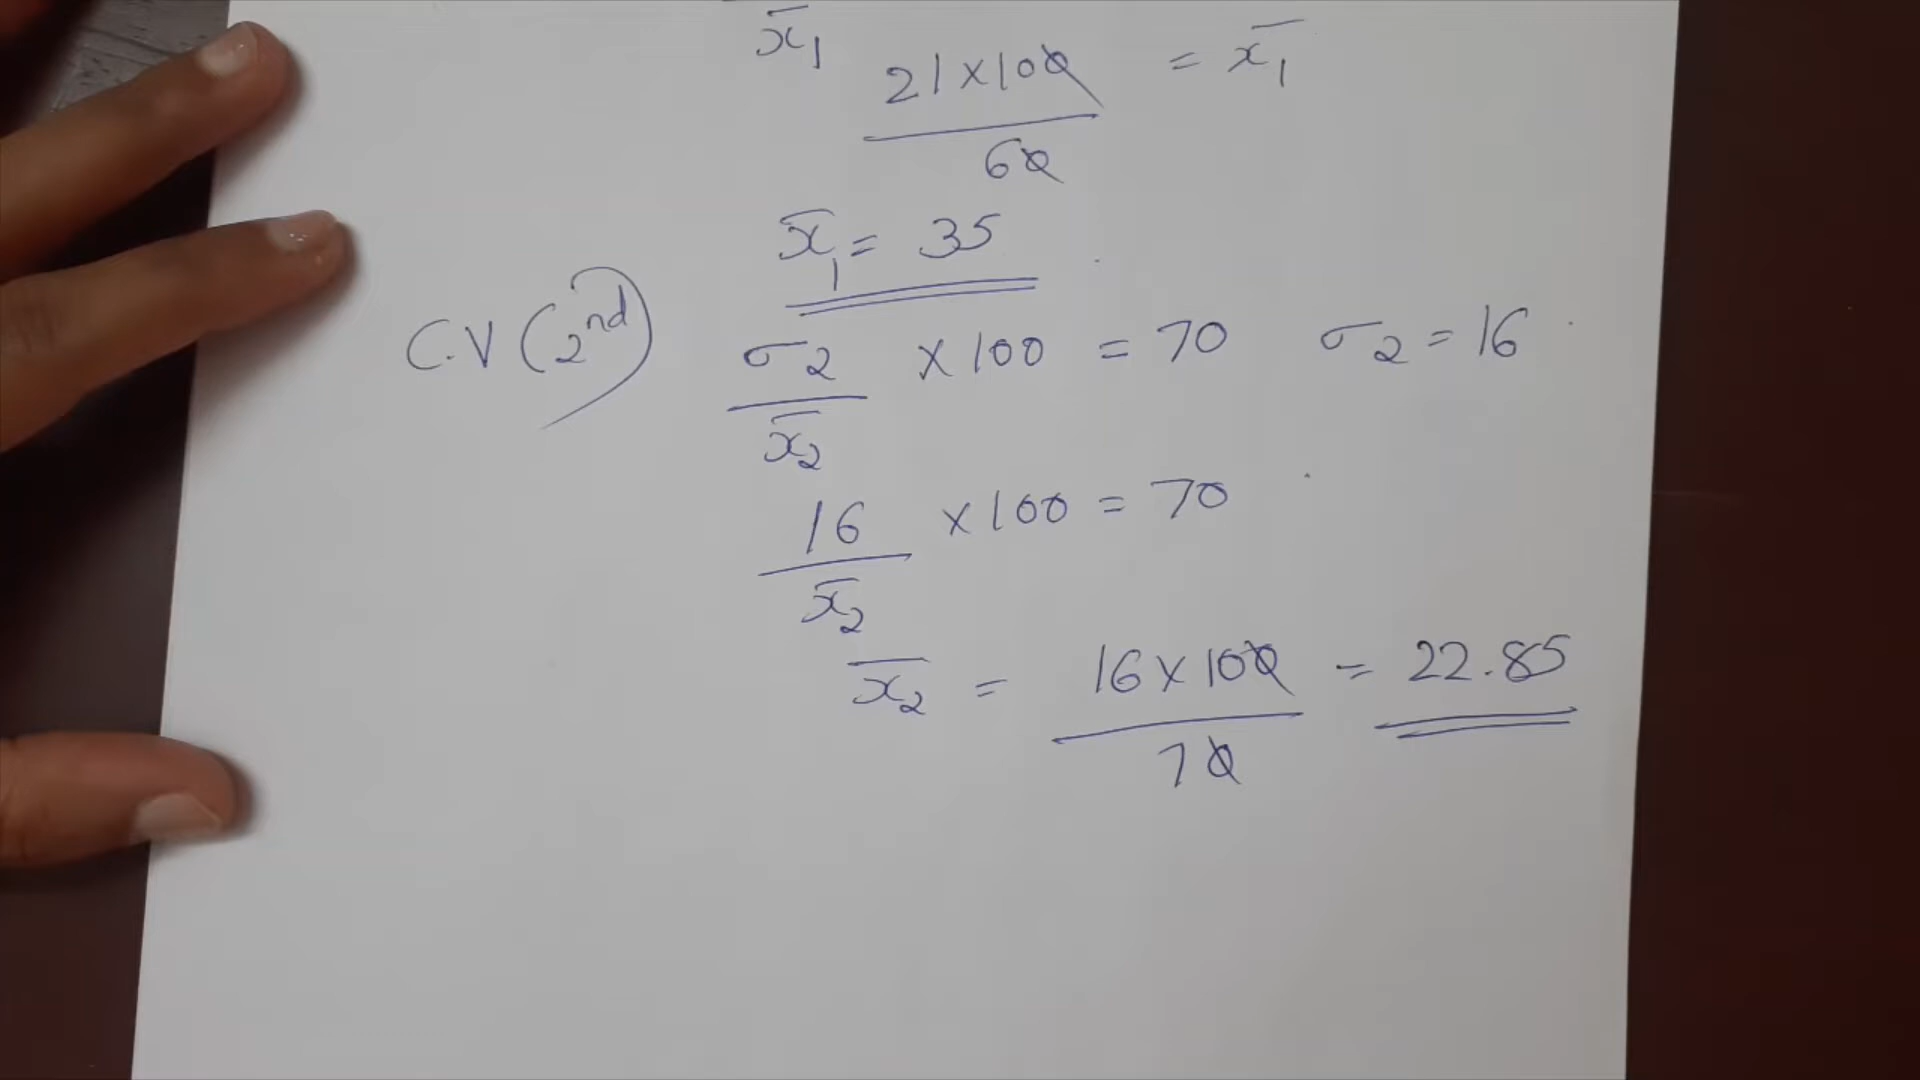 x̄₁
21×100/60 = x̄₁
x̄₁ = 35
C.V (2nd) σ₂/x̄₂ ×100 = 70 σ₂ = 16
16/x̄₂ ×100 = 70
x̄₂ = 16×100/70 = 22.85